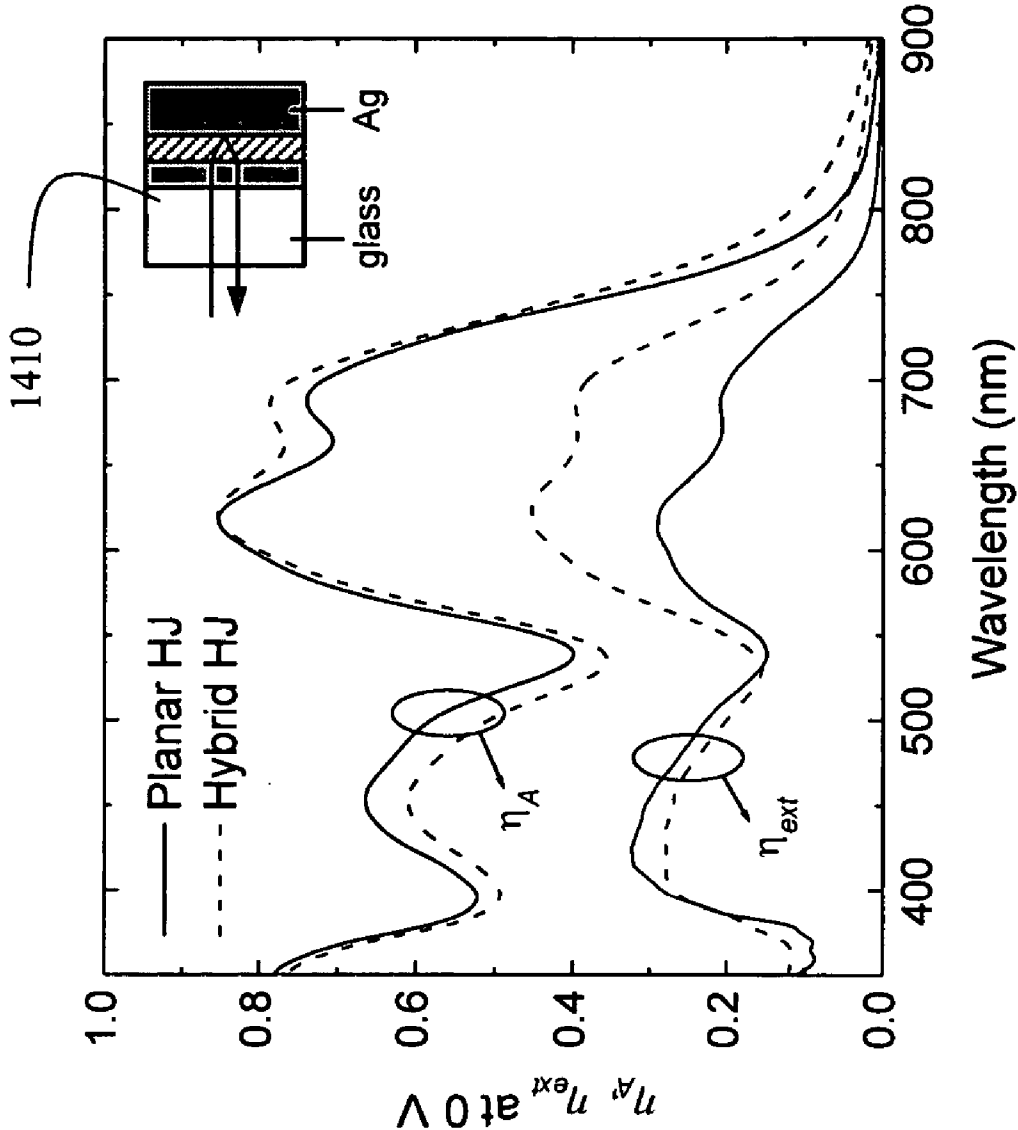 1410
Planar HJ
Hybrid HJ
glass
Ag
η_A
η_ext
1.0
0.8
0.6
0.4
0.2
0.0
η_A, η_ext at 0 V
400
500
600
700
800
900
Wavelength (nm)